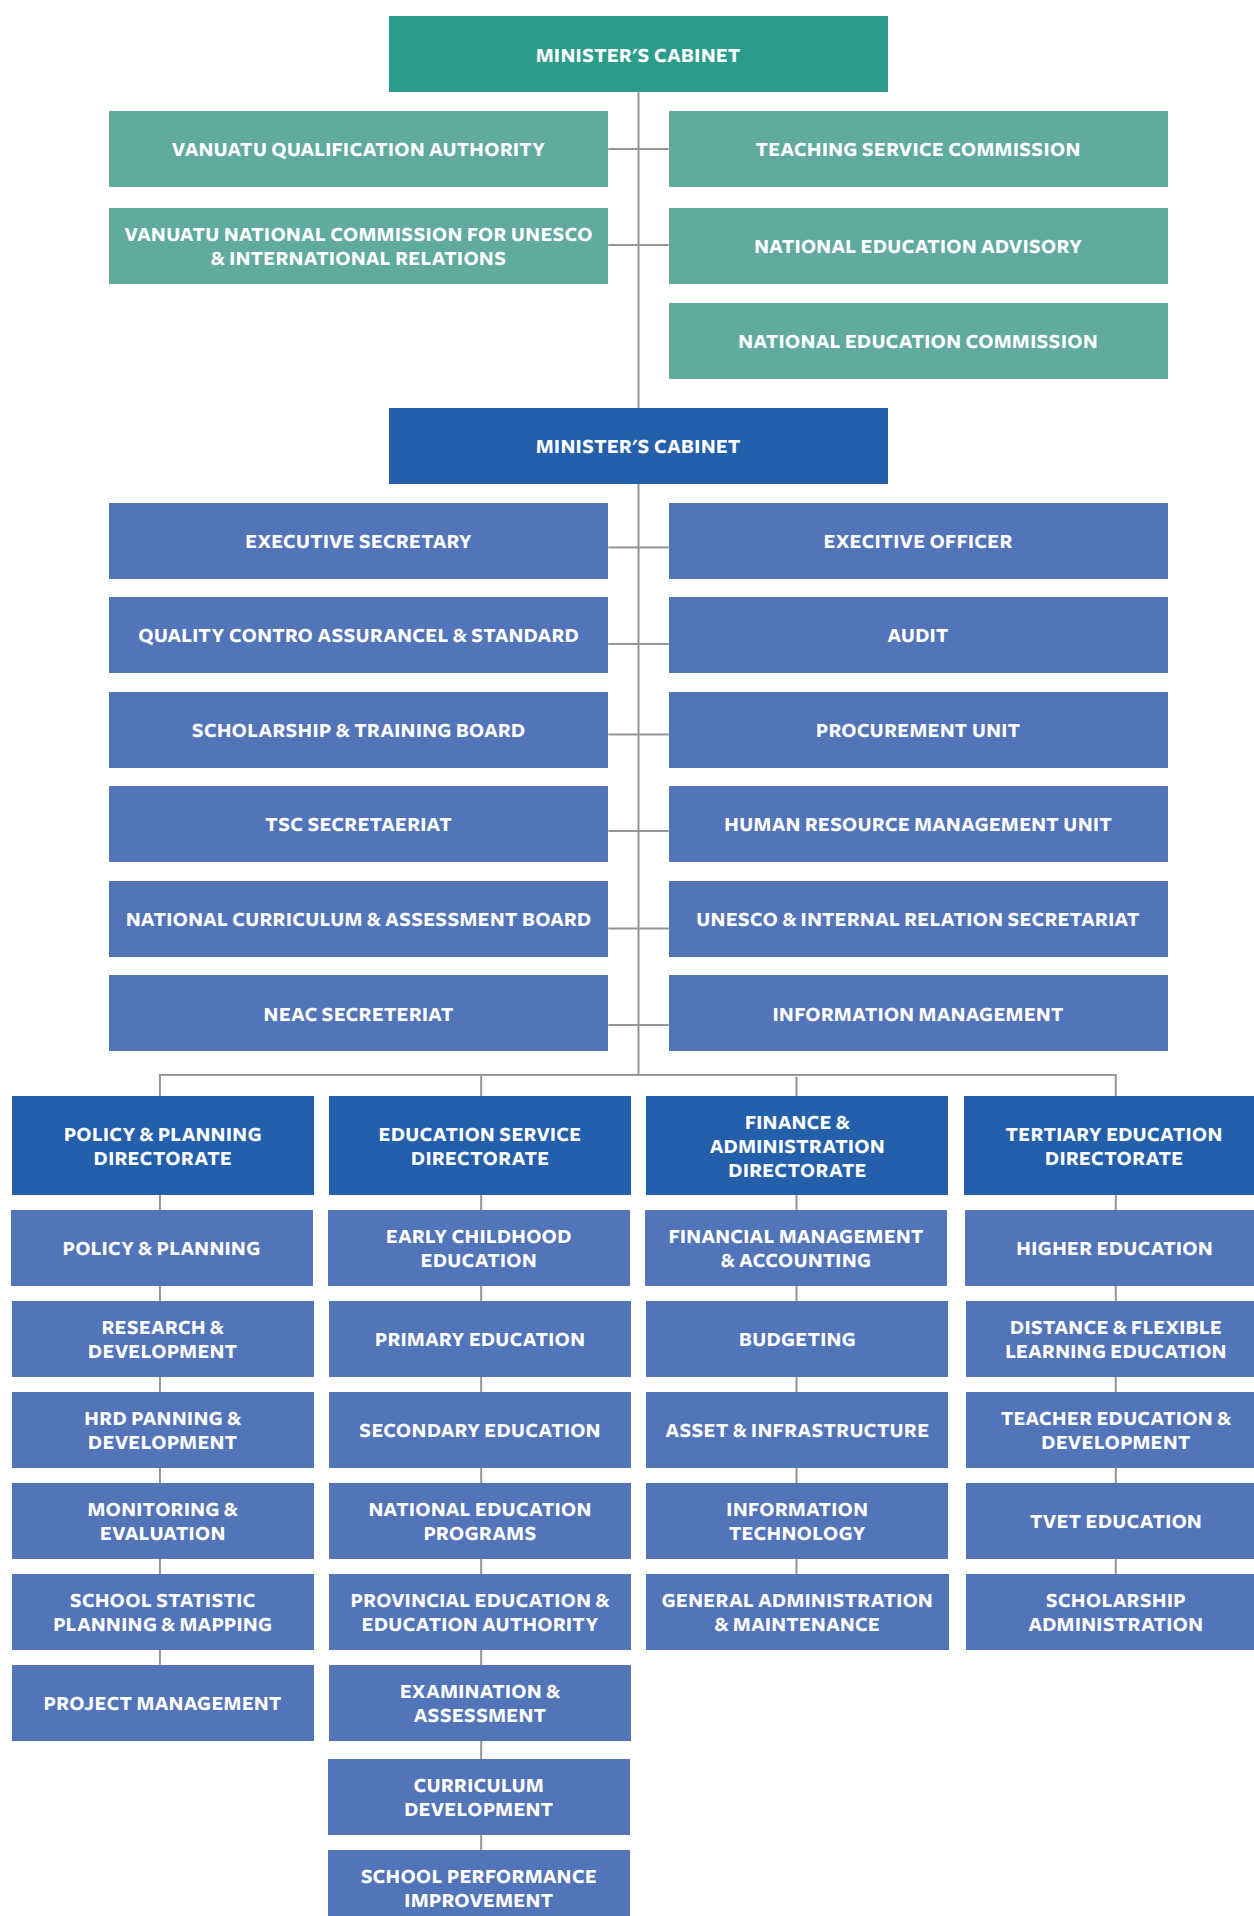 MINISTER’S CABINET
VANUATU QUALIFICATION AUTHORITY
TEACHING SERVICE COMMISSION
VANUATU NATIONAL COMMISSION FOR UNESCO
& INTERNATIONAL RELATIONS
NATIONAL EDUCATION ADVISORY
NATIONAL EDUCATION COMMISSION
MINISTER’S CABINET
EXECUTIVE SECRETARY
EXECITIVE OFFICER
QUALITY CONTRO ASSURANCEL & STANDARD
AUDIT
SCHOLARSHIP & TRAINING BOARD
PROCUREMENT UNIT
TSC SECRETAERIAT
HUMAN RESOURCE MANAGEMENT UNIT
NATIONAL CURRICULUM & ASSESSMENT BOARD
UNESCO & INTERNAL RELATION SECRETARIAT
NEAC SECRETERIAT
INFORMATION MANAGEMENT
POLICY & PLANNING
DIRECTORATE
POLICY & PLANNING
RESEARCH &
DEVELOPMENT
HRD PANNING &
DEVELOPMENT
MONITORING &
EVALUATION
SCHOOL STATISTIC
PLANNING & MAPPING
PROJECT MANAGEMENT
EDUCATION SERVICE
DIRECTORATE
EARLY CHILDHOOD
EDUCATION
PRIMARY EDUCATION
SECONDARY EDUCATION
NATIONAL EDUCATION
PROGRAMS
PROVINCIAL EDUCATION &
EDUCATION AUTHORITY
EXAMINATION &
ASSESSMENT
CURRICULUM
DEVELOPMENT
SCHOOL PERFORMANCE
IMPROVEMENT
FINANCE &
ADMINISTRATION
DIRECTORATE
FINANCIAL MANAGEMENT
& ACCOUNTING
BUDGETING
ASSET & INFRASTRUCTURE
INFORMATION
TECHNOLOGY
GENERAL ADMINISTRATION
& MAINTENANCE
TERTIARY EDUCATION
DIRECTORATE
HIGHER EDUCATION
DISTANCE & FLEXIBLE
LEARNING EDUCATION
TEACHER EDUCATION &
DEVELOPMENT
TVET EDUCATION
SCHOLARSHIP
ADMINISTRATION